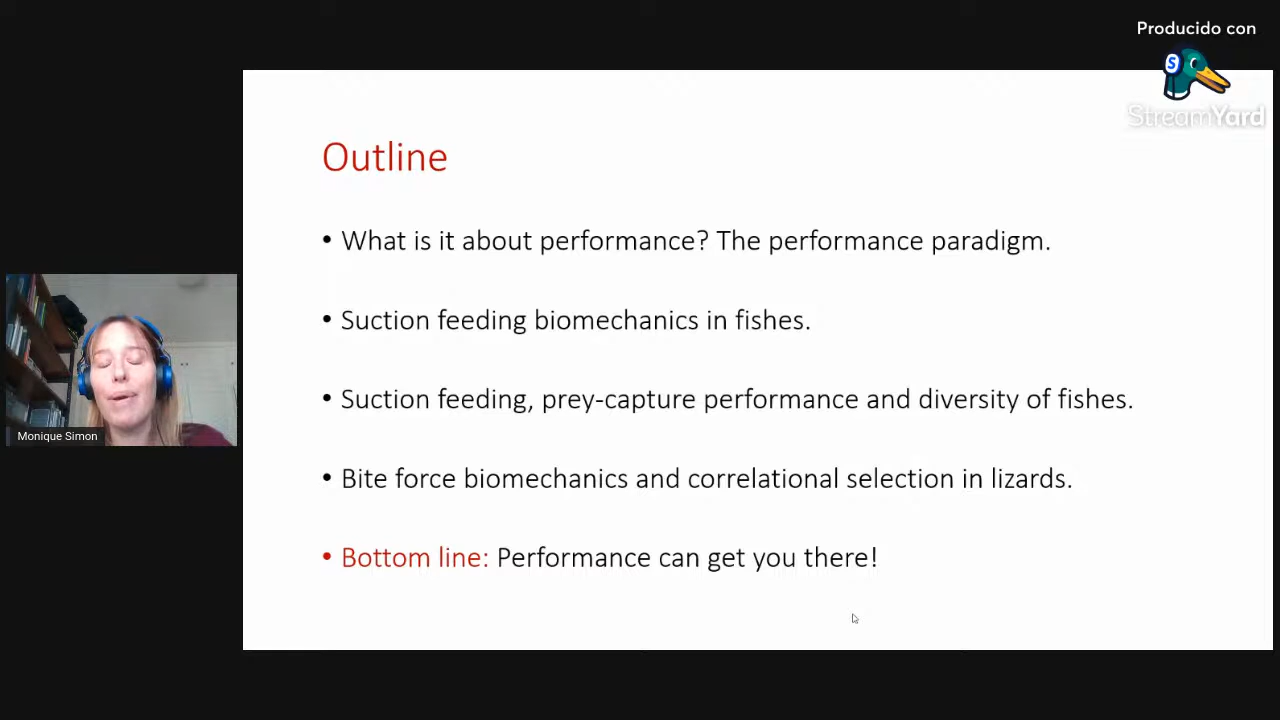 Producido con
StreamYard
Outline
• What is it about performance? The performance paradigm.
• Suction feeding biomechanics in fishes.
• Suction feeding, prey-capture performance and diversity of fishes.
• Bite force biomechanics and correlational selection in lizards.
• Bottom line: Performance can get you there!
Monique Simon